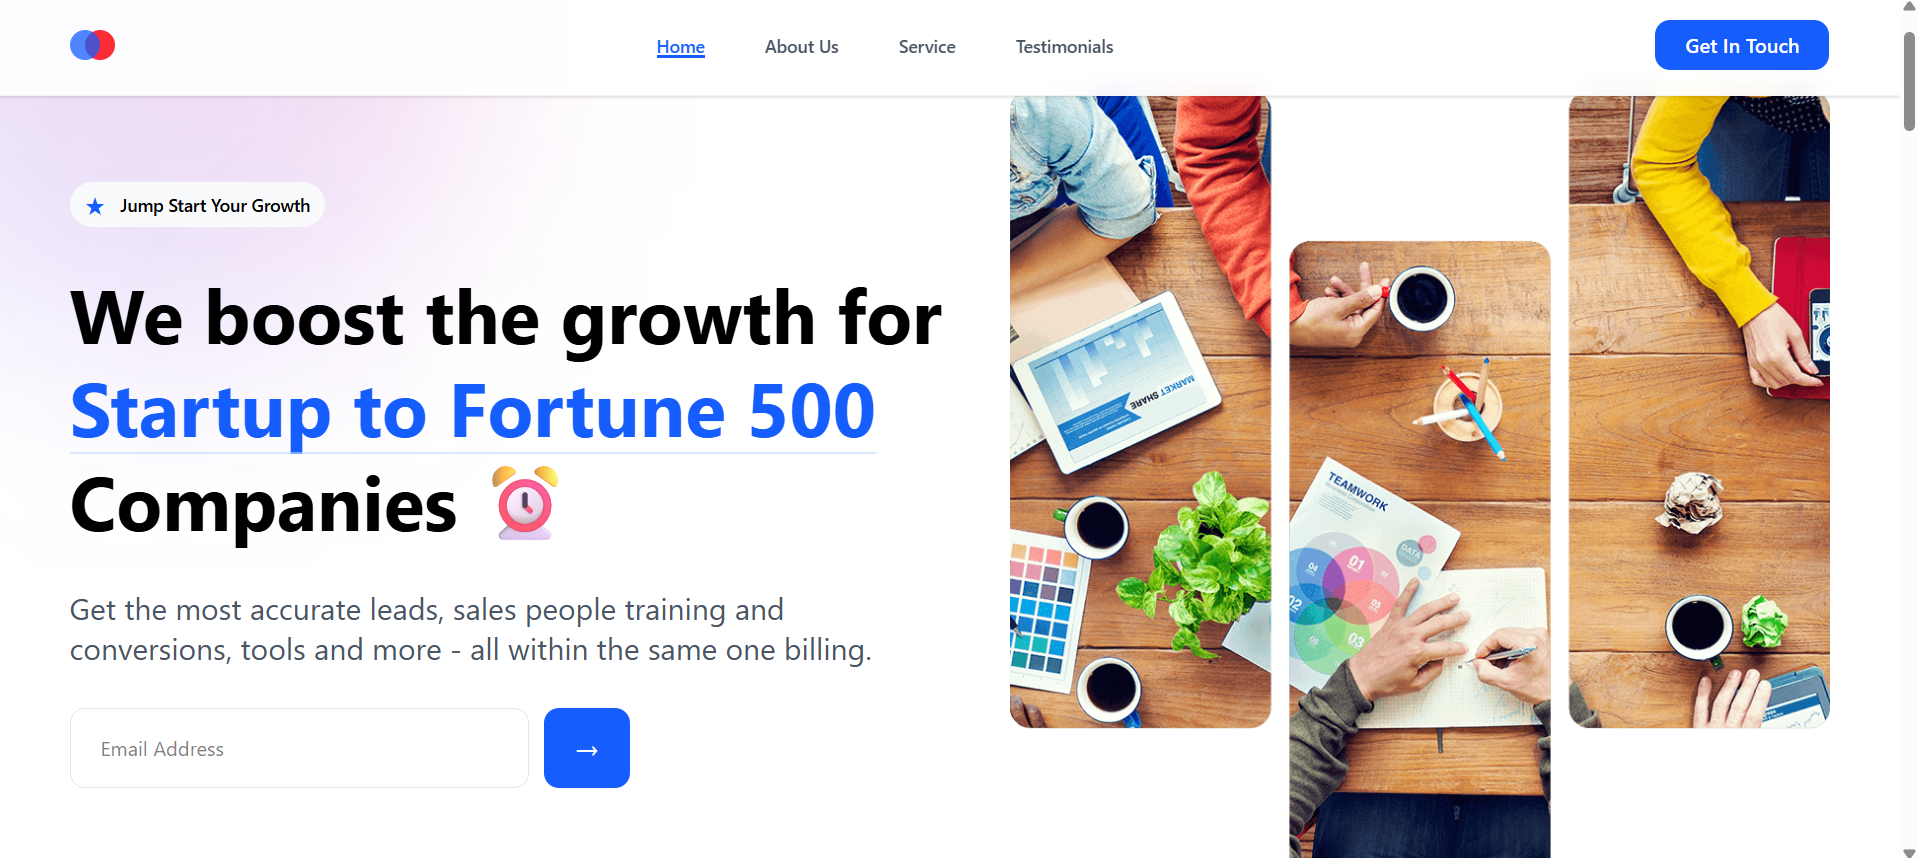 Home
About Us
Service
Testimonials
Get In Touch
Jump Start Your Growth
We boost the growth for
Startup to Fortune 500
Companies
Get the most accurate leads, sales people training and
conversions, tools and more - all within the same one billing.
Email Address
→
MARKET SHARE
TEAMWORK
Business Corporation
DATA
01
04
02
05
03